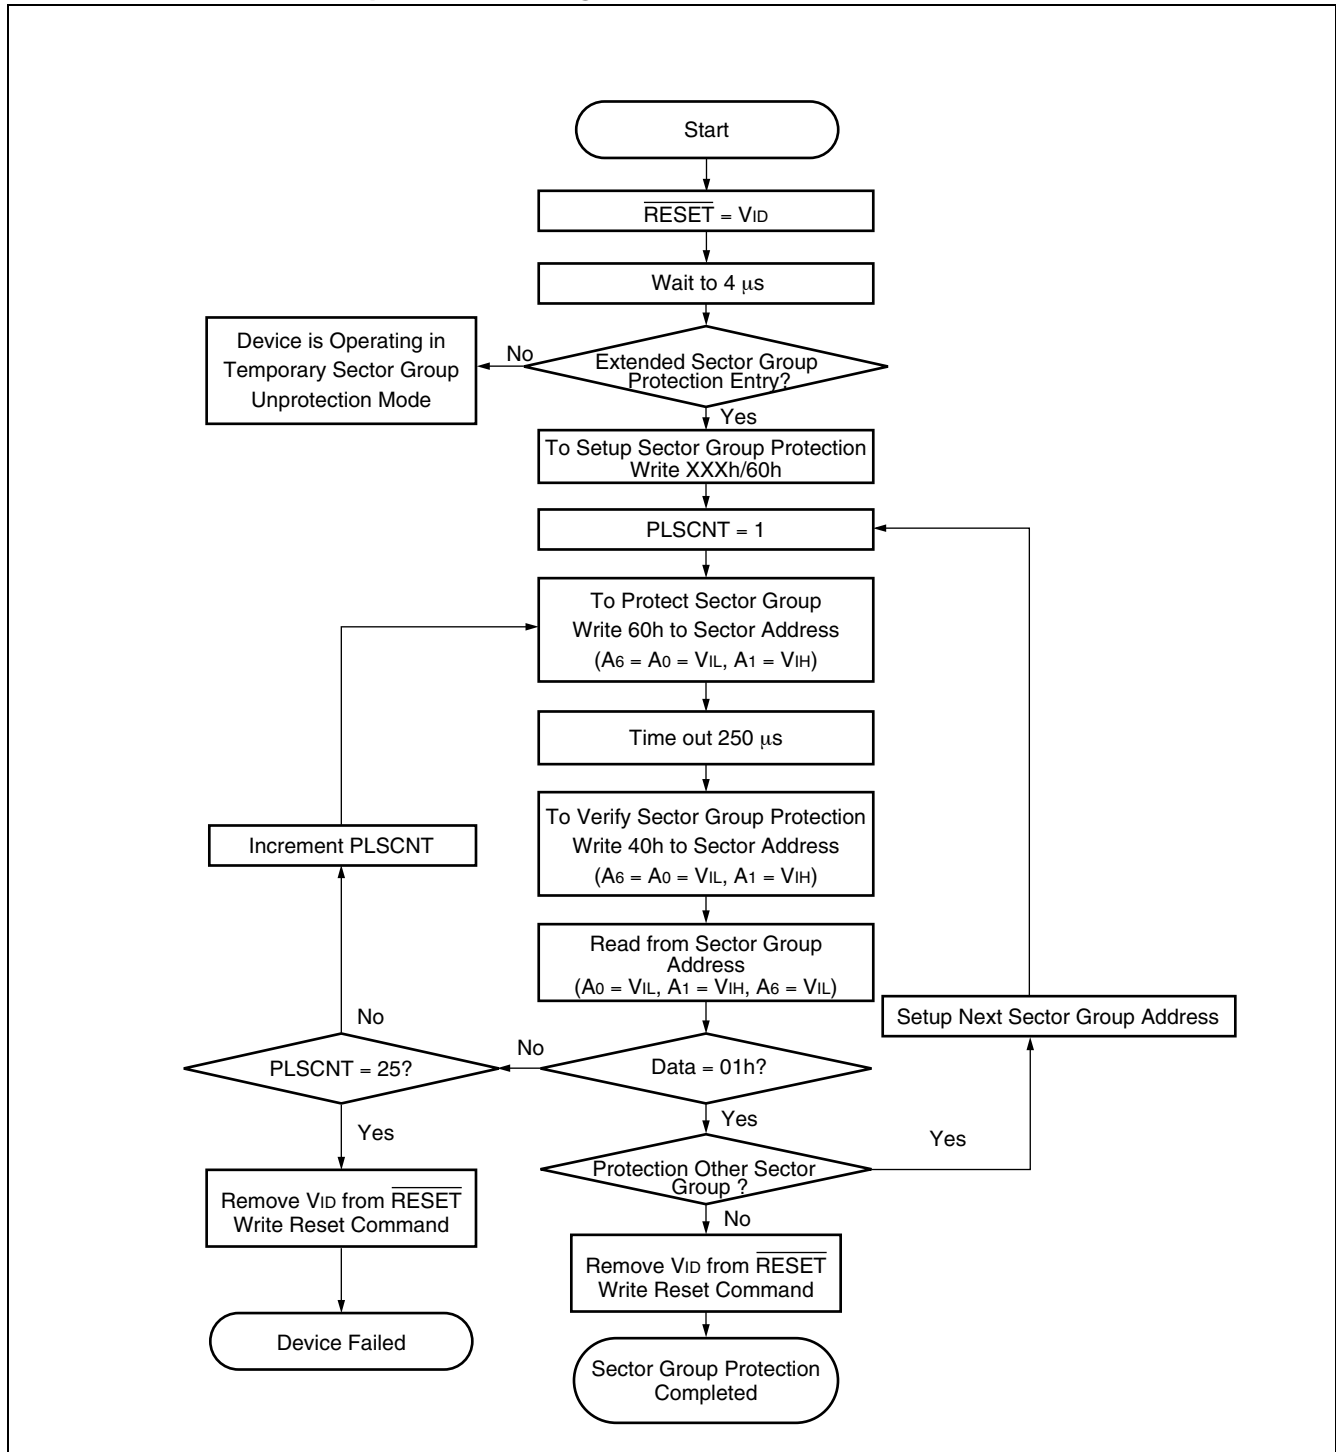 Start
RESET = VID
Wait to 4 μs
Device is Operating in
Temporary Sector Group
Unprotection Mode
No
Extended Sector Group
Protection Entry?
Yes
To Setup Sector Group Protection
Write XXXh/60h
PLSCNT = 1
To Protect Sector Group
Write 60h to Sector Address
(A6 = A0 = VIL, A1 = VIH)
Time out 250 μs
To Verify Sector Group Protection
Write 40h to Sector Address
(A6 = A0 = VIL, A1 = VIH)
Increment PLSCNT
Read from Sector Group
Address
(A0 = VIL, A1 = VIH, A6 = VIL)
Setup Next Sector Group Address
No
PLSCNT = 25?
No
Data = 01h?
Yes
Yes
Yes
Protection Other Sector
Group ?
Remove VID from RESET
Write Reset Command
No
Remove VID from RESET
Write Reset Command
Device Failed
Sector Group Protection
Completed